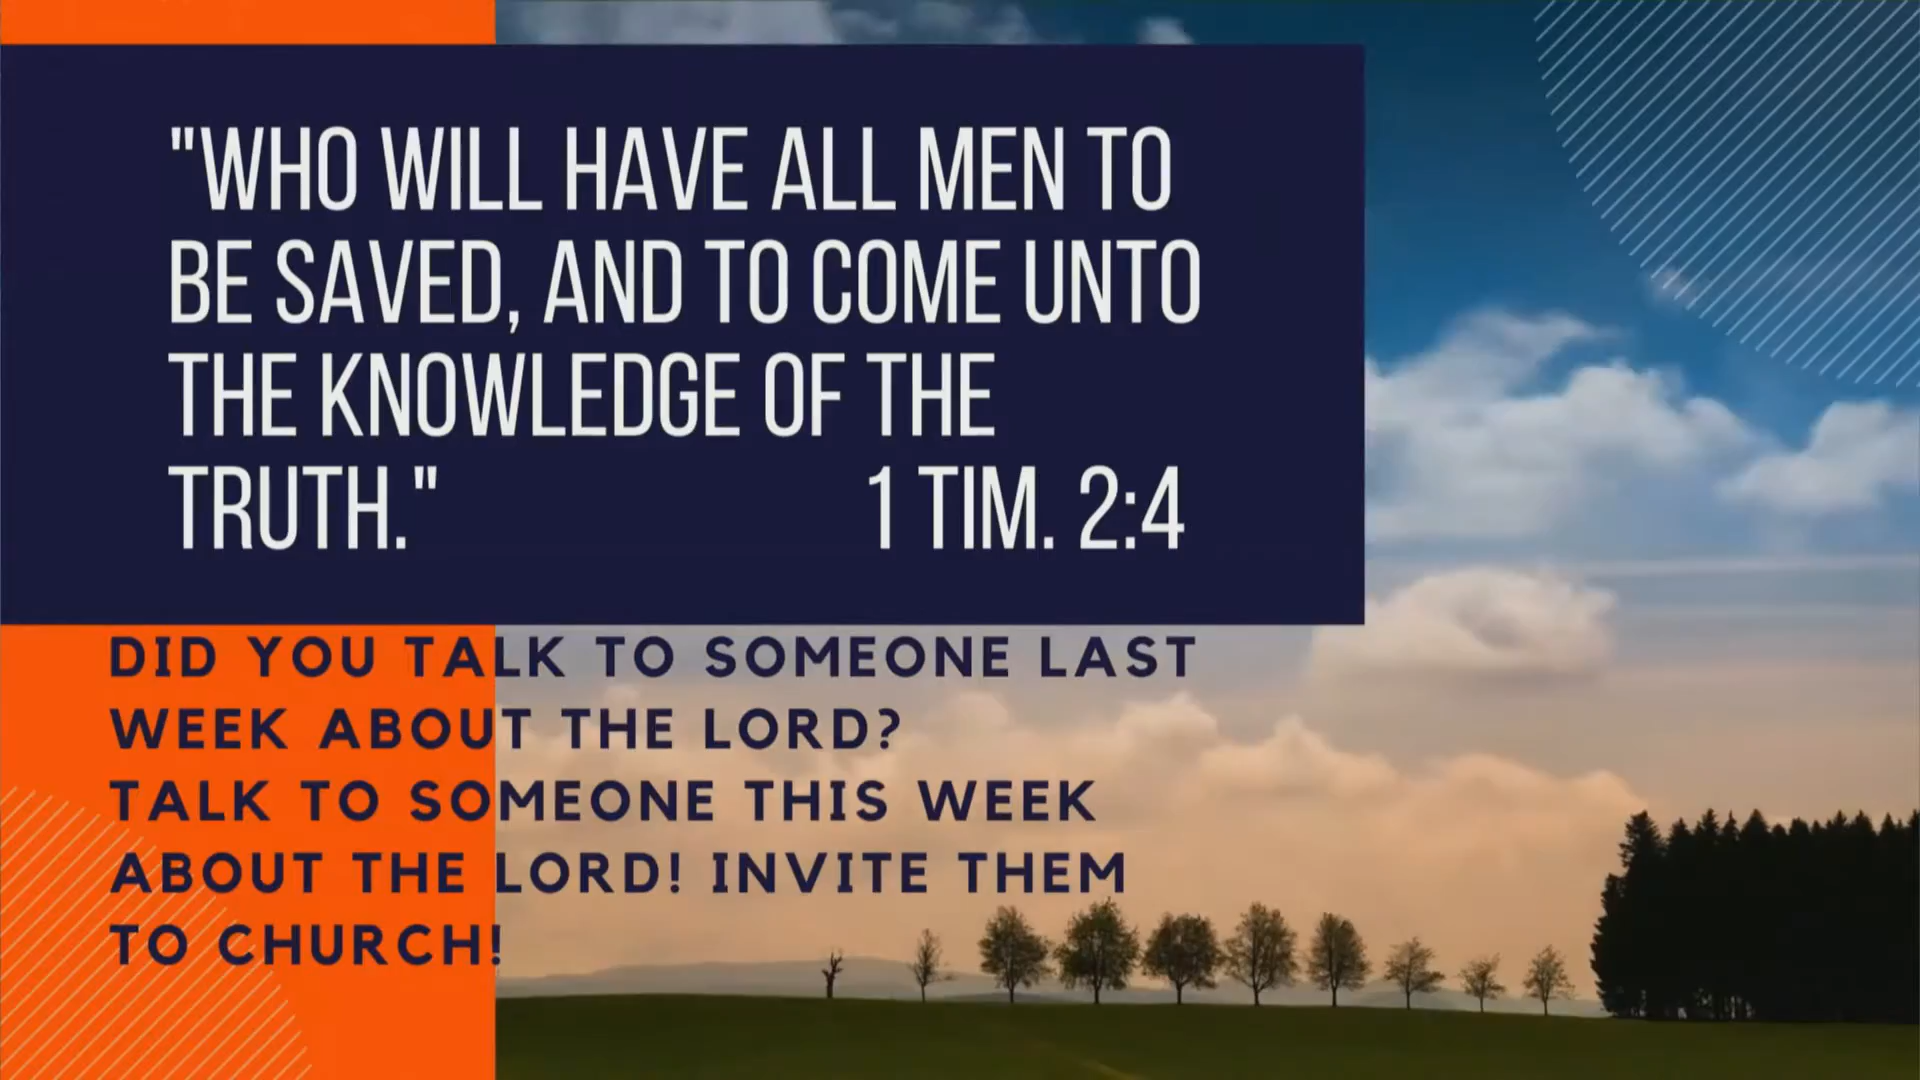 "WHO WILL HAVE ALL MEN TO
BE SAVED, AND TO COME UNTO
THE KNOWLEDGE OF THE
TRUTH." 1 TIM. 2:4
DID YOU TALK TO SOMEONE LAST
WEEK ABOUT THE LORD?
TALK TO SOMEONE THIS WEEK
ABOUT THE LORD! INVITE THEM
TO CHURCH!